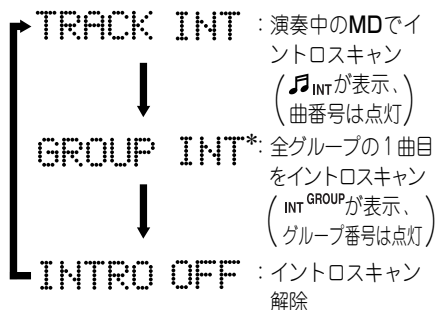 TRACK INT : 演奏中のMDでイ
ントロスキャン
(♫INTが表示、
曲番号は点灯)
GROUP INT*: 全グループの1曲目
をイントロスキャン
(INT GROUPが表示、
グループ番号は点灯)
INTRO OFF : イントロスキャン
解除